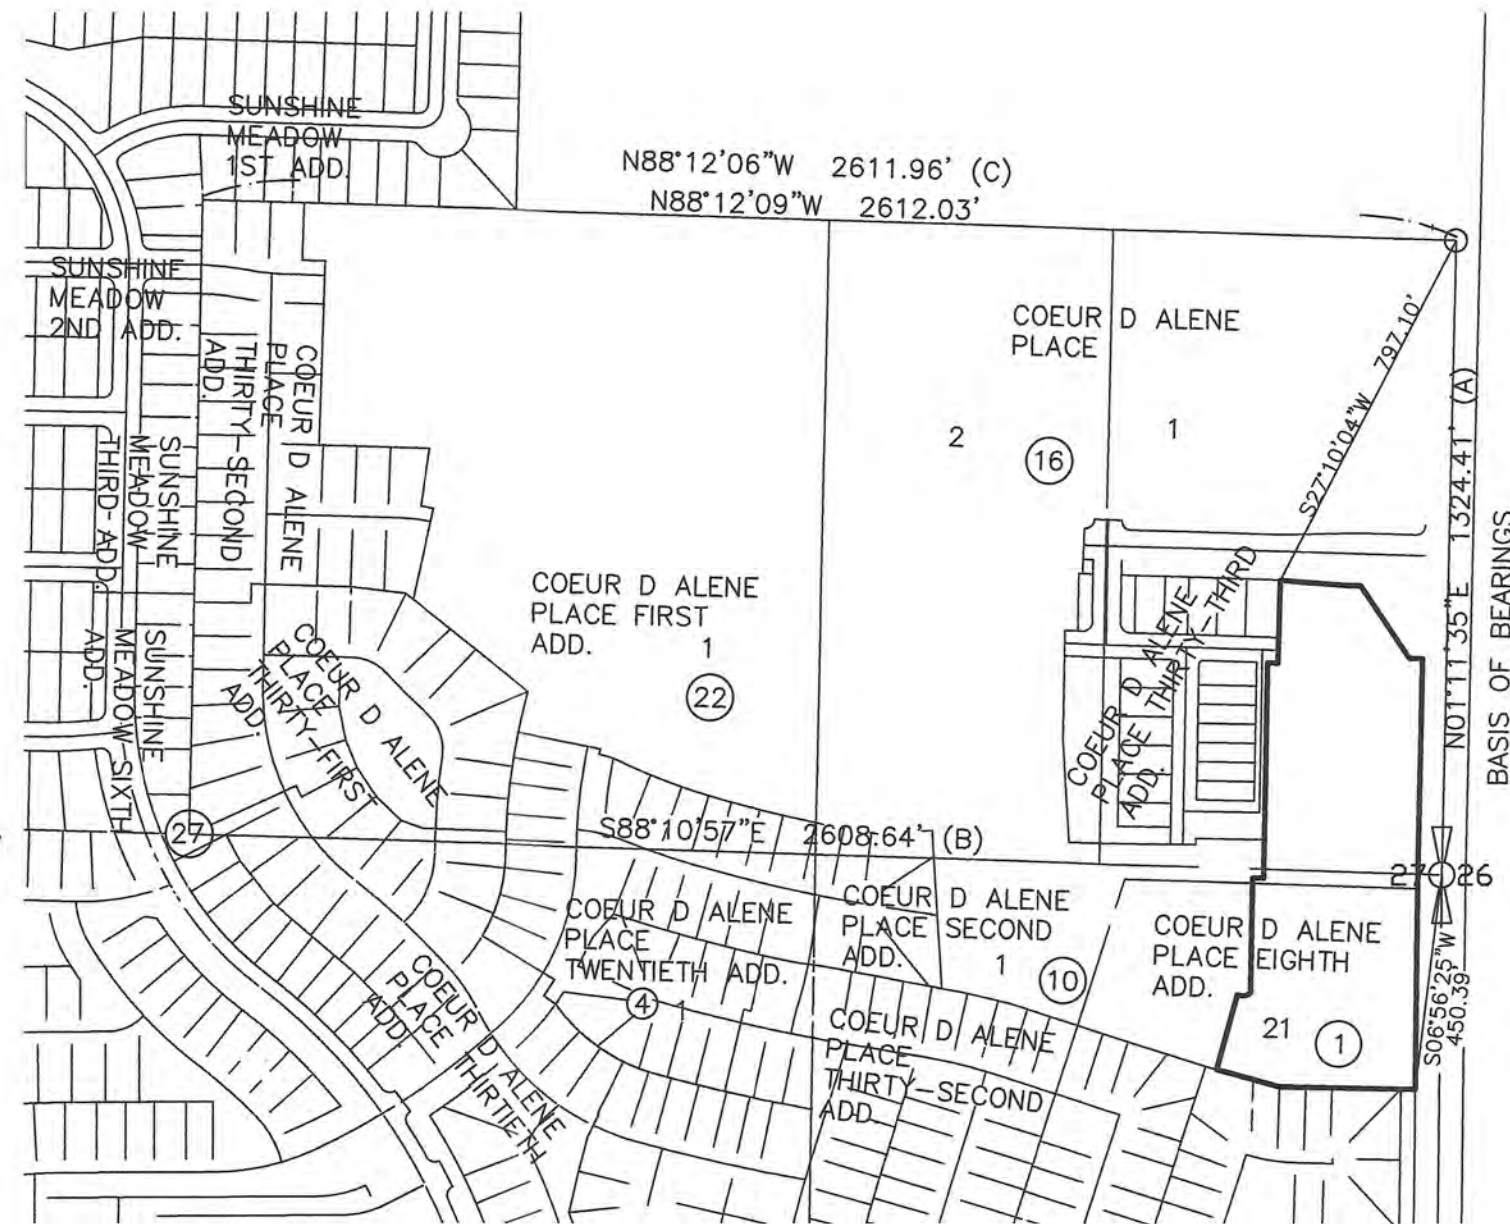 SUNSHINE
MEADOW
1ST ADD.
N88°12'06"W 2611.96' (C)
N88°12'09"W 2612.03'
SUNSHINE
MEADOW
2ND ADD.
COEUR D ALENE
PLACE
THIRTY-SECOND
ADD.
COEUR D ALENE
PLACE
2
16
1
S27°10'04"W 797.10'
N01°11'35"E 1324.41' (A)
BASIS OF BEARINGS
SUNSHINE
MEADOW
THIRD ADD.
SUNSHINE
MEADOW SIXTH
ADD.
COEUR D ALENE
PLACE FIRST
ADD.
1
22
COEUR D ALENE
PLACE
THIRTY-FIRST
ADD.
COEUR D ALENE
PLACE THIRTY-THIRD
ADD.
27
S88°10'57"E 2608.64' (B)
27 26
COEUR D ALENE
PLACE
TWENTIETH ADD.
4
1
COEUR D ALENE
PLACE SECOND
ADD.
1
10
COEUR D ALENE
PLACE EIGHTH
ADD.
21
1
S06°56'25"W
450.39'
COEUR D ALENE
PLACE THIRTIETH
ADD.
COEUR D ALENE
PLACE
THIRTY-SECOND
ADD.